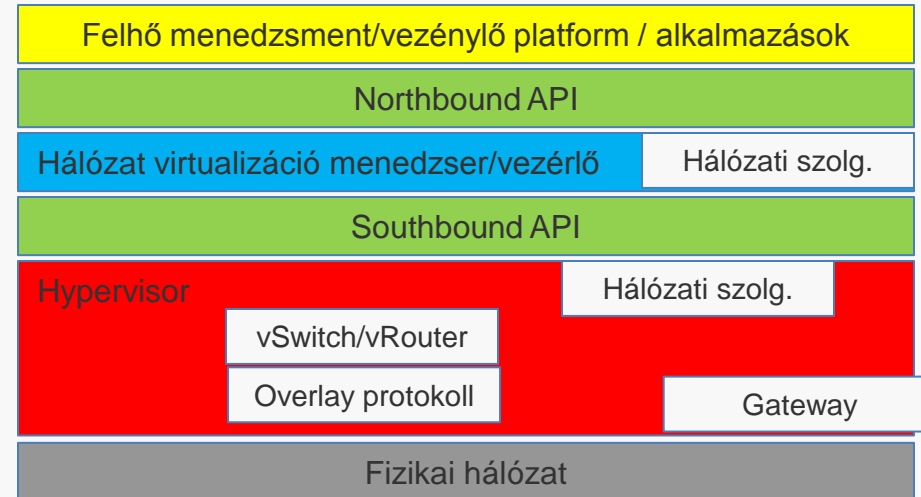 Felhő menedzsment/vezénylő platform / alkalmazások
Northbound API
Hálózat virtualizáció menedzser/vezérlő
Hálózati szolg.
Southbound API
Hypervisor
Hálózati szolg.
vSwitch/vRouter
Overlay protokoll
Gateway
Fizikai hálózat